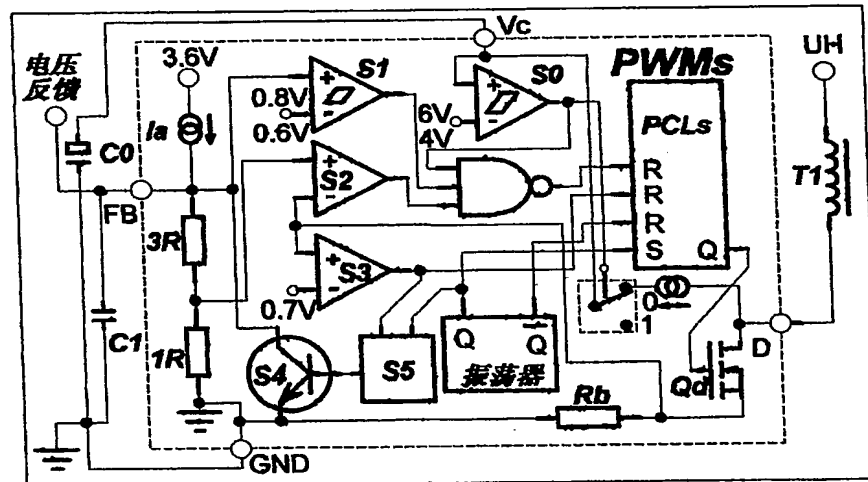 Vc
3.6V
电压
反馈
UH
PWMs
S1
S0
0.8V
0.6V
6V
4V
PCLs
Ia
C0
R
S2
R
T1
FB
R
3R
S
Q
S3
0.7V
0
1
C1
1R
Q
Q
D
S4
S5
振荡器
Qd
Rb
GND